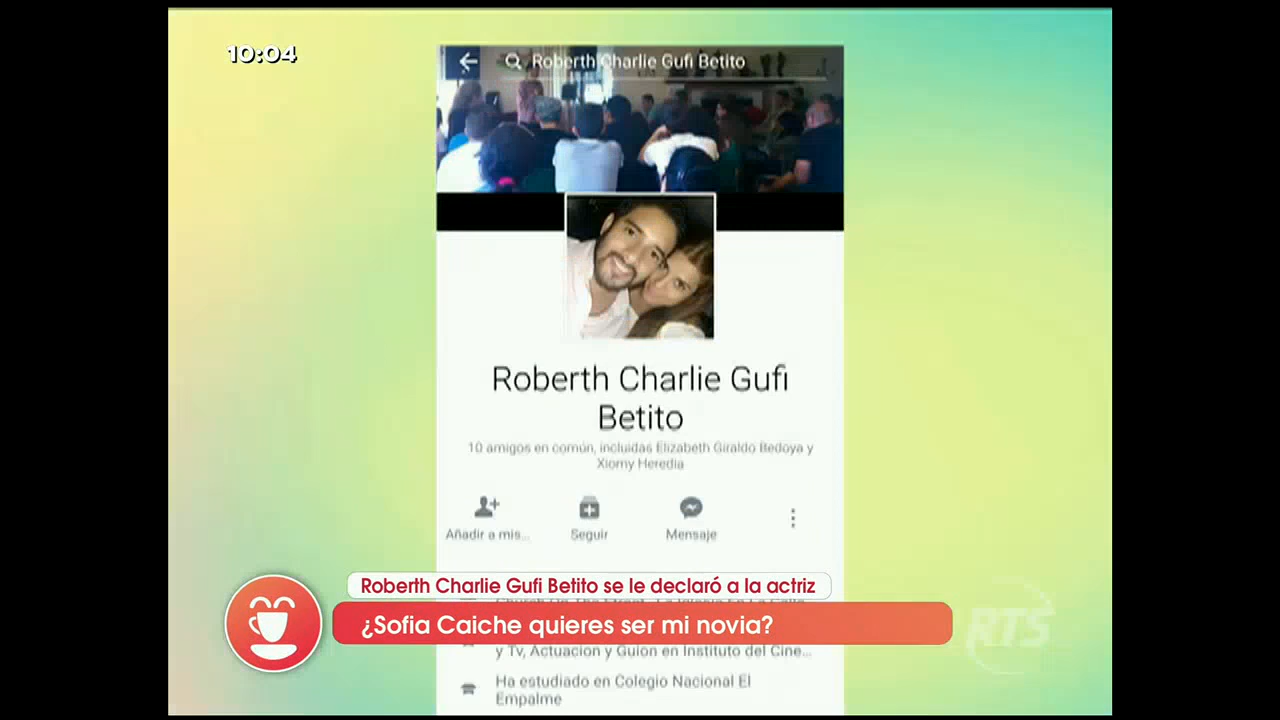 10:04
Roberth Charlie Gufi Betito
Roberth Charlie Gufi
Betito
10 amigos en común, incluidas Elizabeth Giraldo Bedoya y
Xiomy Heredia
Añadir a mis...
Seguir
Mensaje
Roberth Charlie Gufi Betito se le declaró a la actriz
¿Sofia Caiche quieres ser mi novia?
RTS
y Tv, Actuacion y Guion en Instituto del Cine...
Ha estudiado en Colegio Nacional El
Empalme